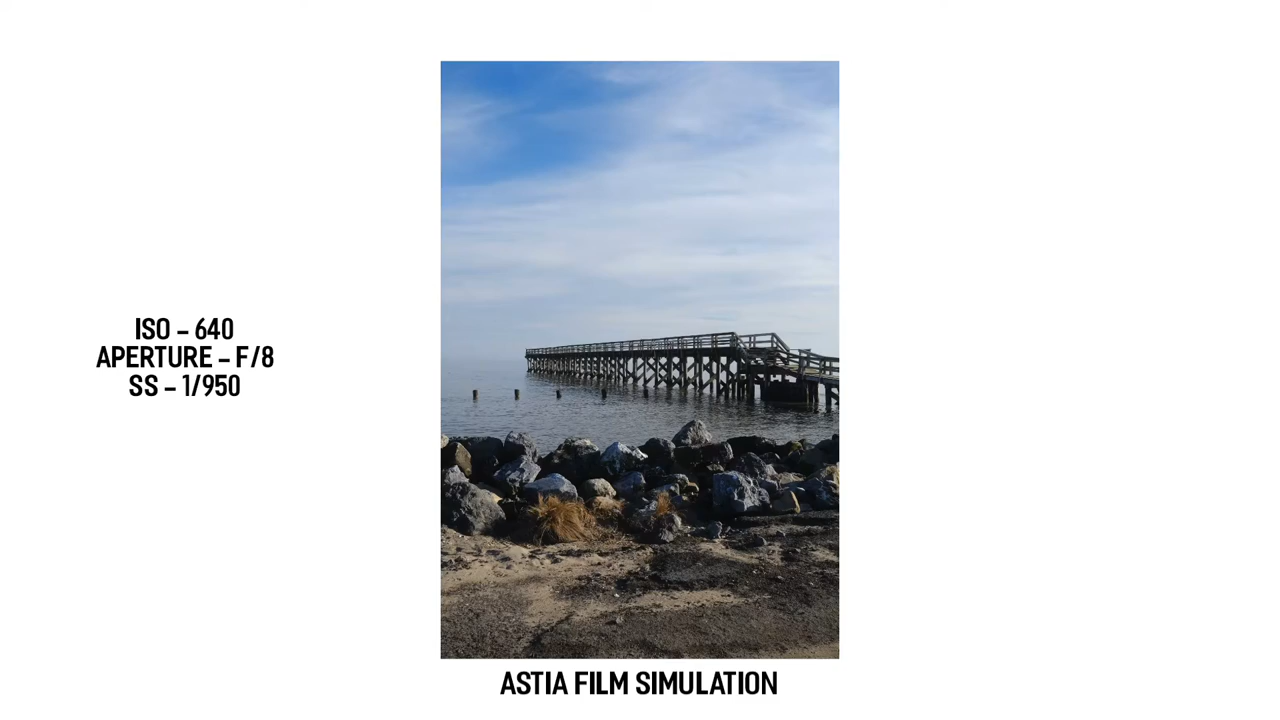 ISO – 640
APERTURE – F/8
SS – 1/950
ASTIA FILM SIMULATION